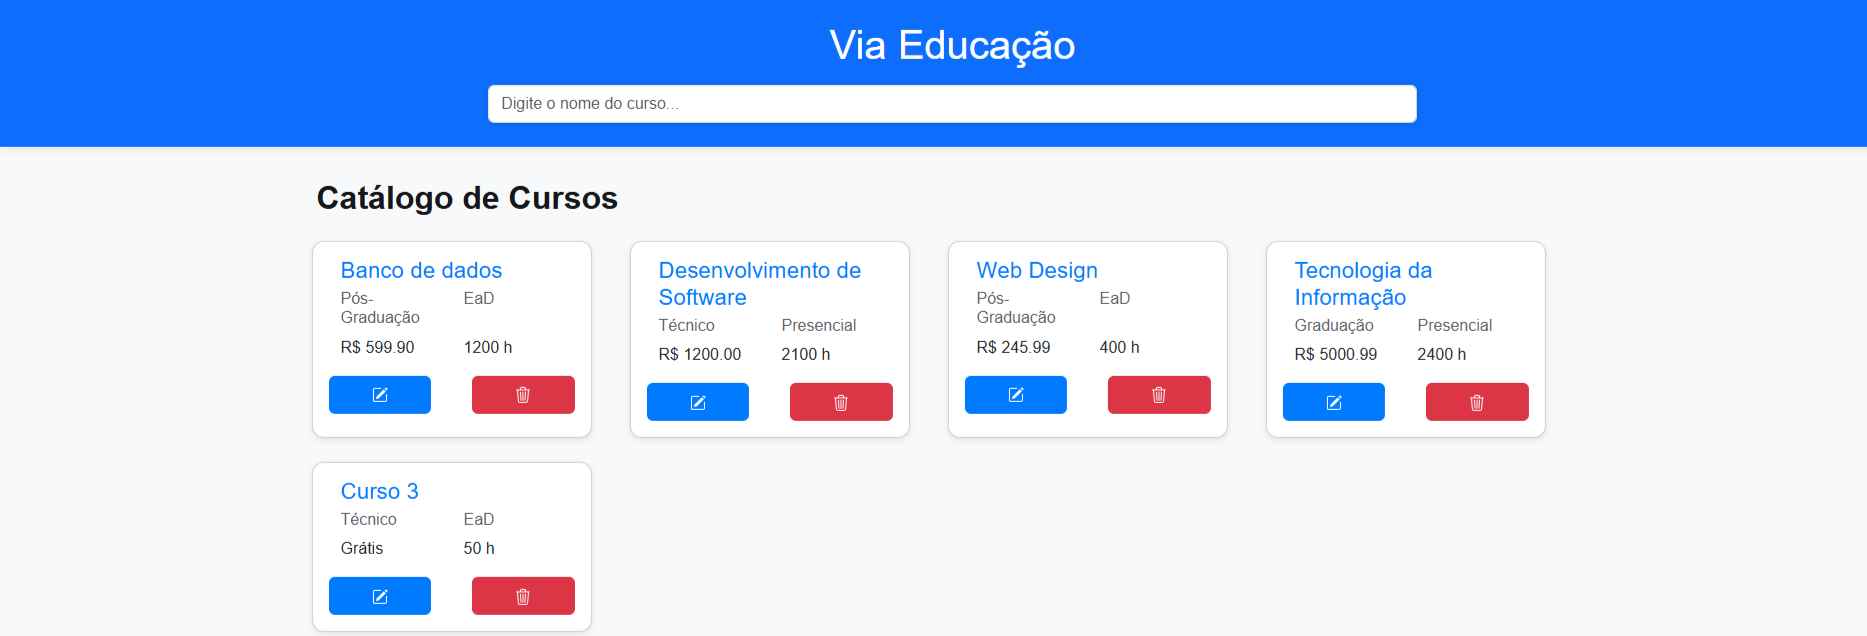 Via Educação
Digite o nome do curso...
Catálogo de Cursos
Banco de dados
Pós-
Graduação
EaD
R$ 599.90
1200 h
Desenvolvimento de
Software
Técnico
Presencial
R$ 1200.00
2100 h
Web Design
Pós-
Graduação
EaD
R$ 245.99
400 h
Tecnologia da
Informação
Graduação
Presencial
R$ 5000.99
2400 h
Curso 3
Técnico
EaD
Grátis
50 h